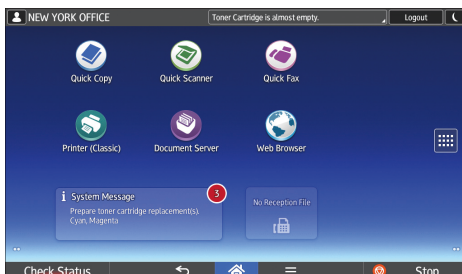 NEW YORK OFFICE
Toner Cartridge is almost empty.
Logout
Quick Copy
Quick Scanner
Quick Fax
Printer (Classic)
Document Server
Web Browser
i System Message
3
Prepare toner cartridge replacement(s).
Cyan, Magenta
No Reception File
Check Status
Stop